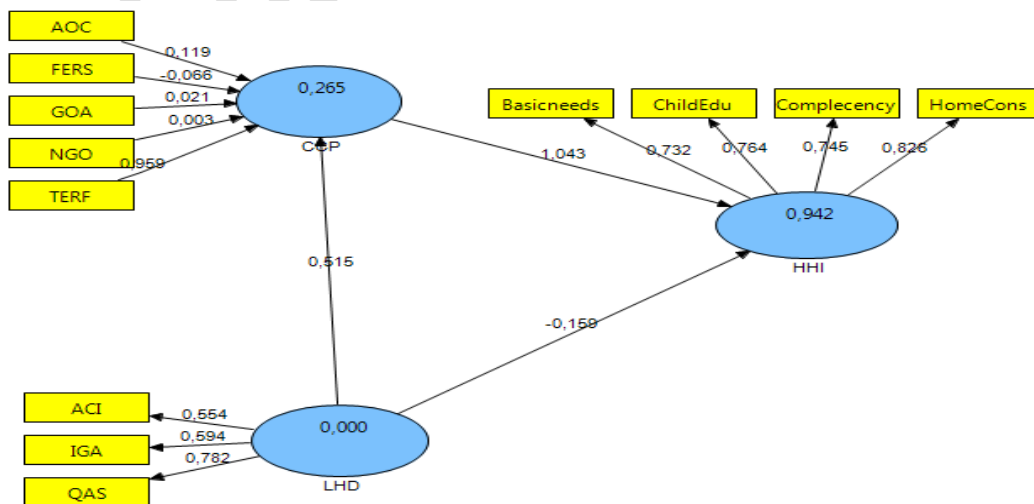 AOC
0,119
FERS
-0,066
GOA
0,021
NGO
0,003
TERF
0,959
0,265
CCP
Basicneeds
ChildEdu
Complecency
HomeCons
0,732
0,764
0,745
0,826
1,043
0,942
HHI
0,515
-0,159
ACI
0,554
IGA
0,594
QAS
0,782
0,000
LHD